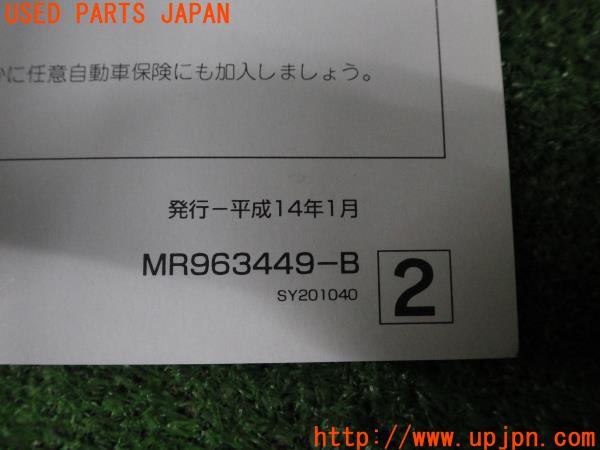 USED PARTS JAPAN
に任意自動車保険にも加入しましょう。
発行－平成14年1月
MR963449-B
SY201040
2
http://www.upjpn.com